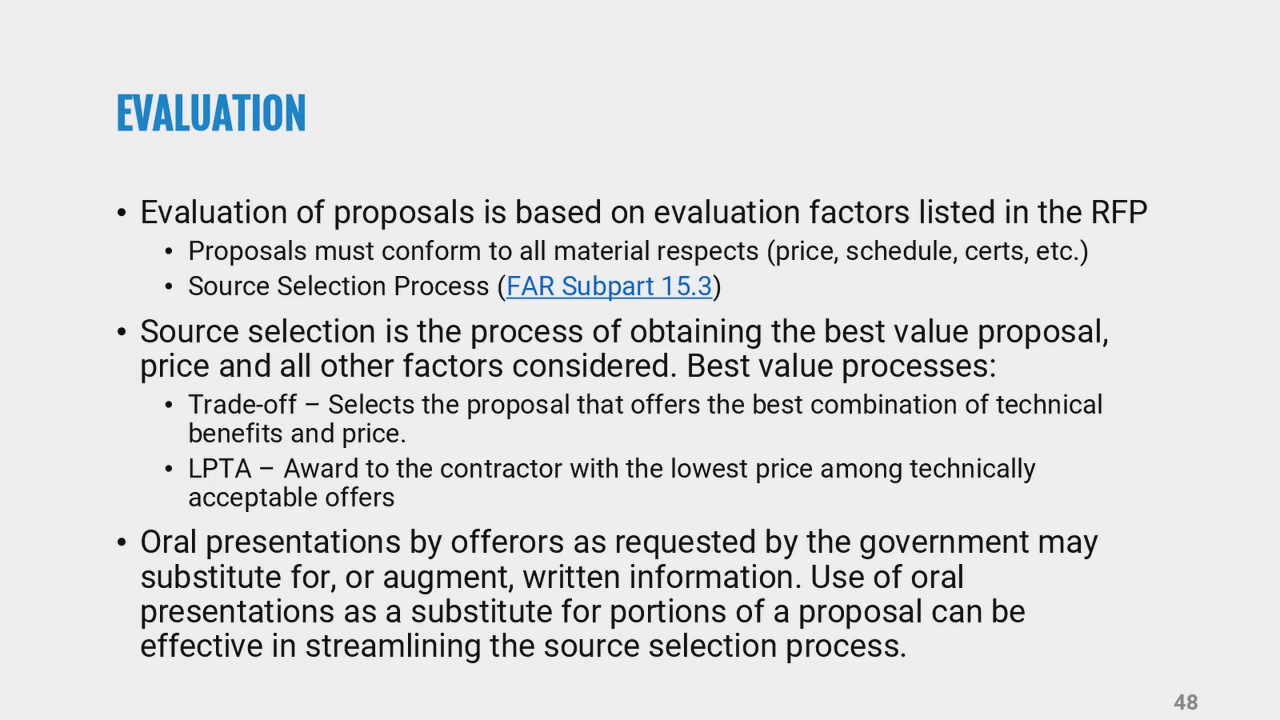 EVALUATION
• Evaluation of proposals is based on evaluation factors listed in the RFP
• Proposals must conform to all material respects (price, schedule, certs, etc.)
• Source Selection Process (FAR Subpart 15.3)
• Source selection is the process of obtaining the best value proposal,
price and all other factors considered. Best value processes:
• Trade-off – Selects the proposal that offers the best combination of technical
benefits and price.
• LPTA – Award to the contractor with the lowest price among technically
acceptable offers
• Oral presentations by offerors as requested by the government may
substitute for, or augment, written information. Use of oral
presentations as a substitute for portions of a proposal can be
effective in streamlining the source selection process.
48